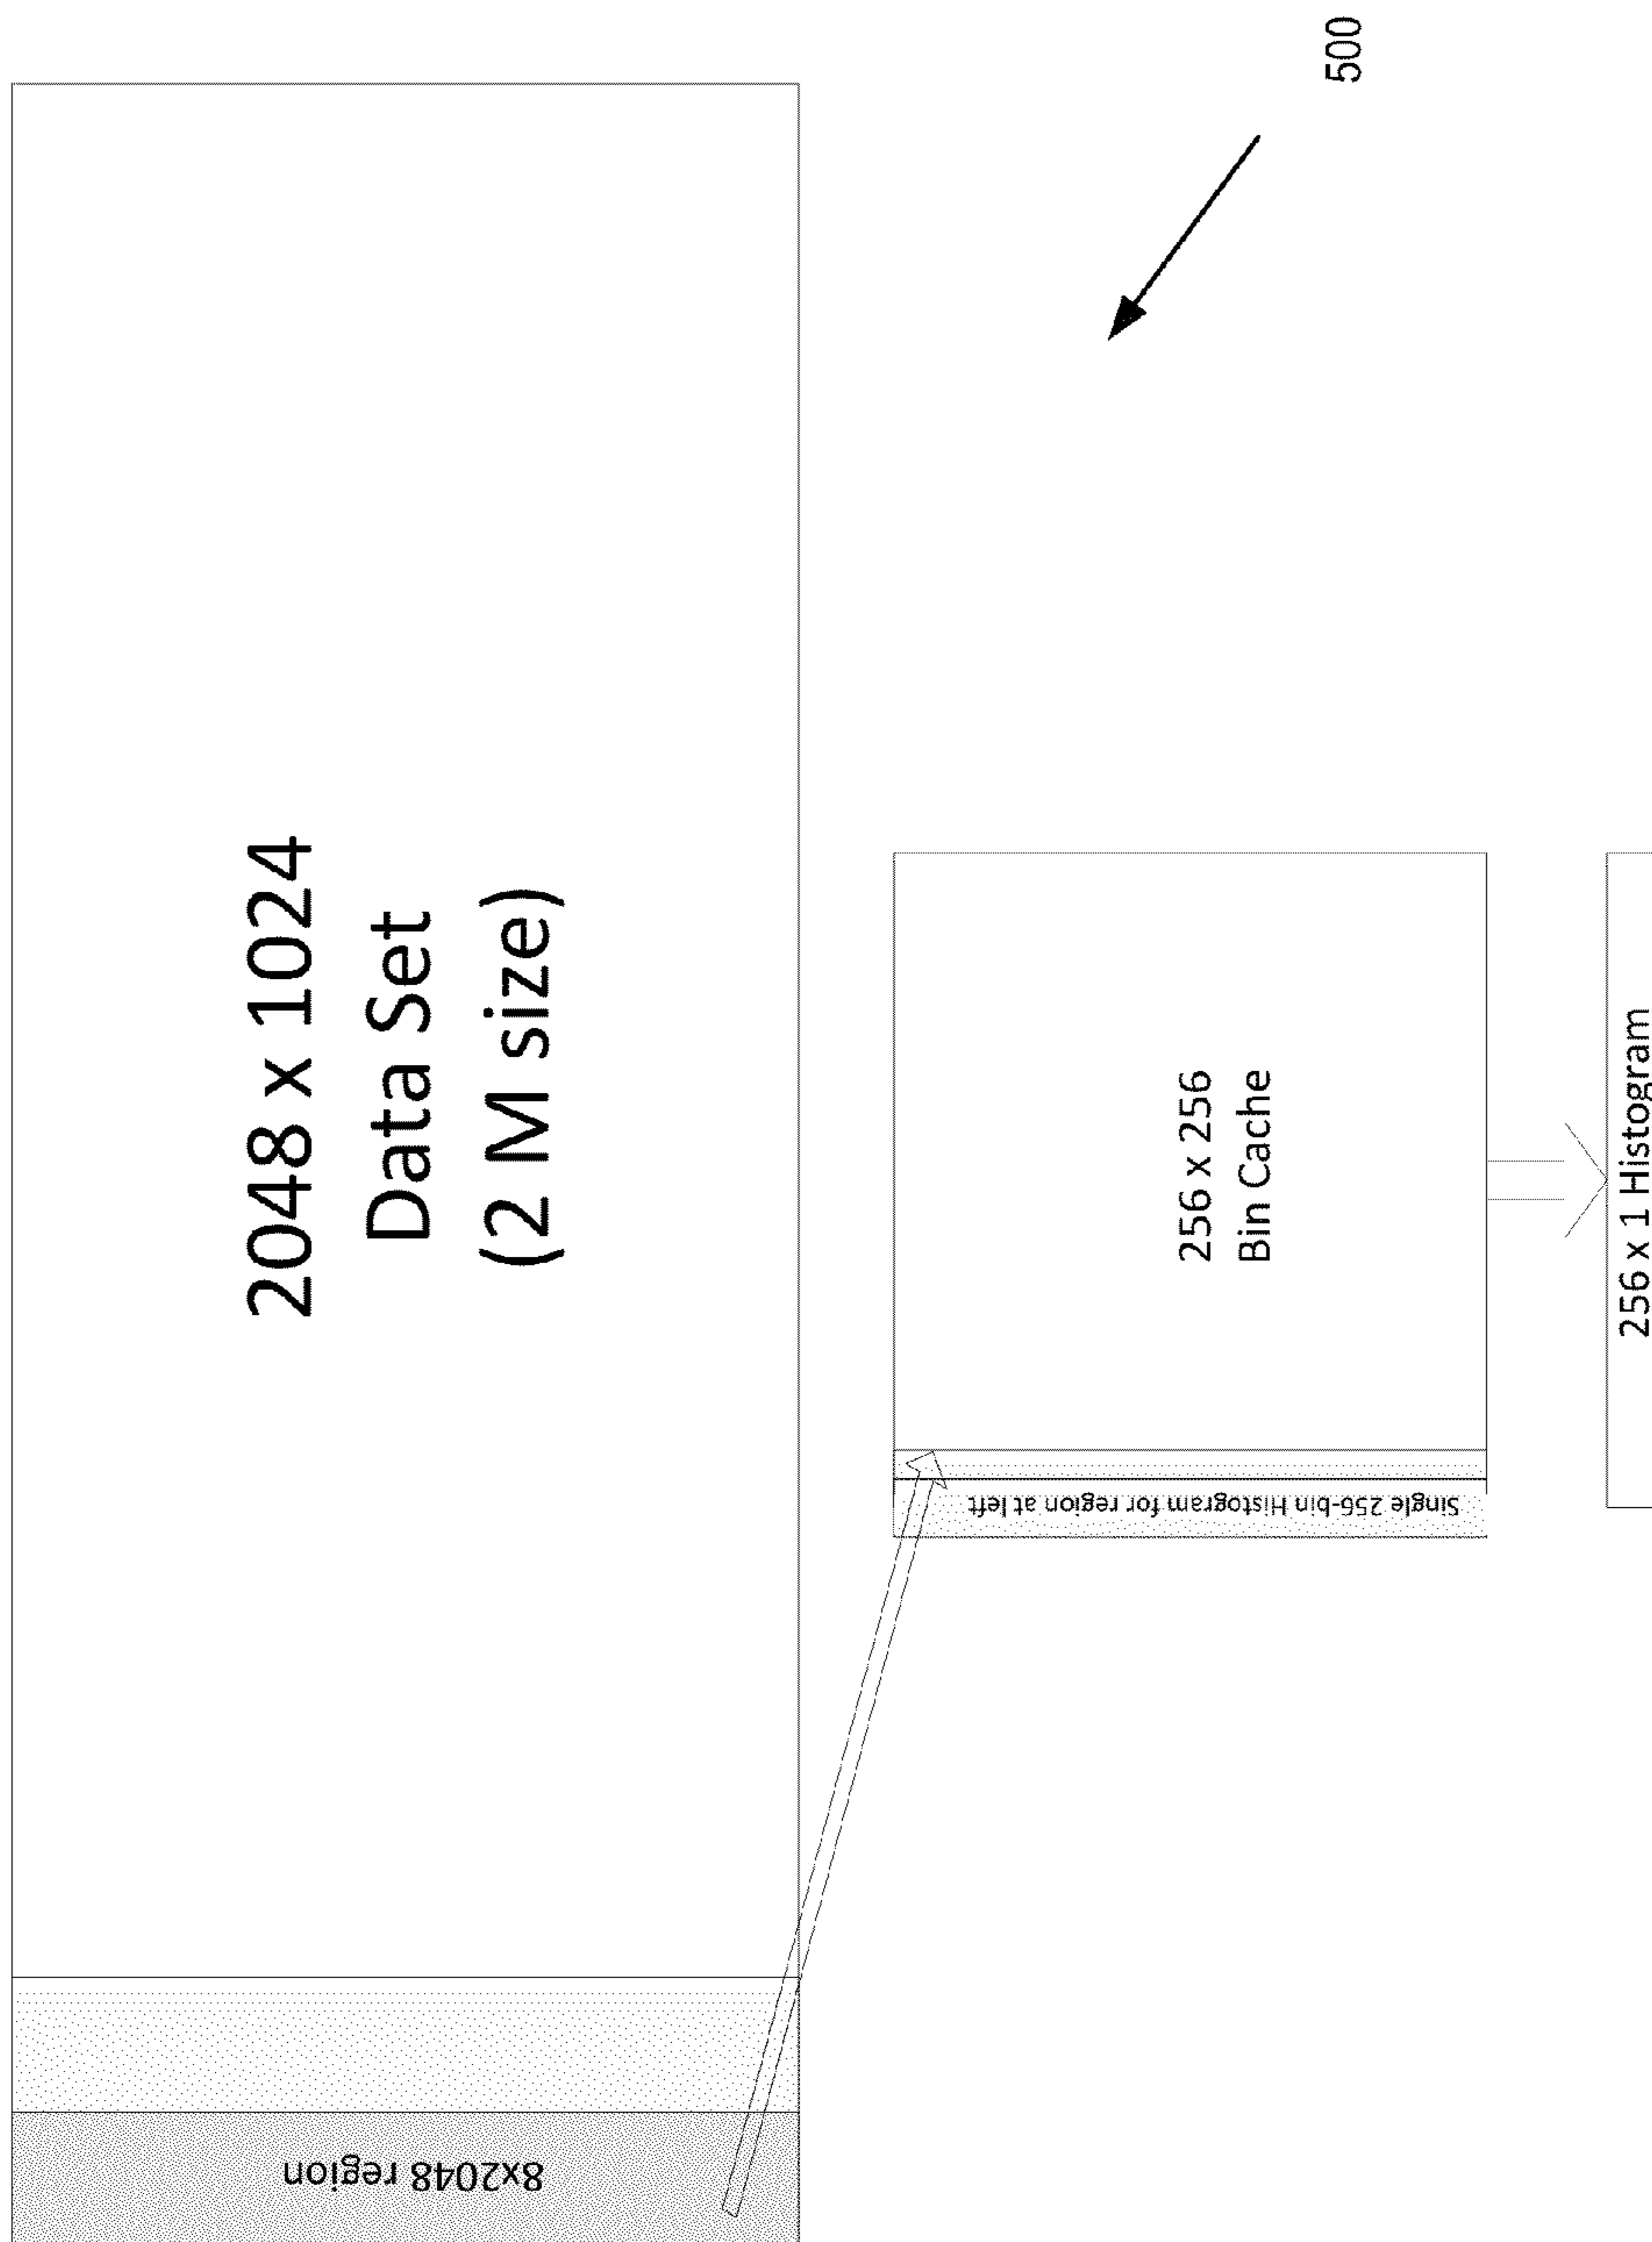 2048 x 1024
Data Set
(2 M size)
8x2048 region
Single 256-bin Histogram for region at left
256 x 256
Bin Cache
256 x 1 Histogram
500